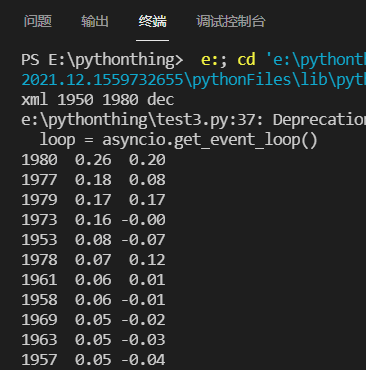 问题 输出 终端 调试控制台
PS E:\pythonthing>  e:; cd 'e:\pythont
2021.12.1559732655\pythonFiles\lib\pyt
xml 1950 1980 dec
e:\pythonthing\test3.py:37: Deprecation
  loop = asyncio.get_event_loop()
1980  0.26  0.20
1977  0.18  0.08
1979  0.17  0.17
1973  0.16 -0.00
1953  0.08 -0.07
1978  0.07  0.12
1961  0.06  0.01
1958  0.06 -0.01
1969  0.05 -0.02
1963  0.05 -0.03
1957  0.05 -0.04